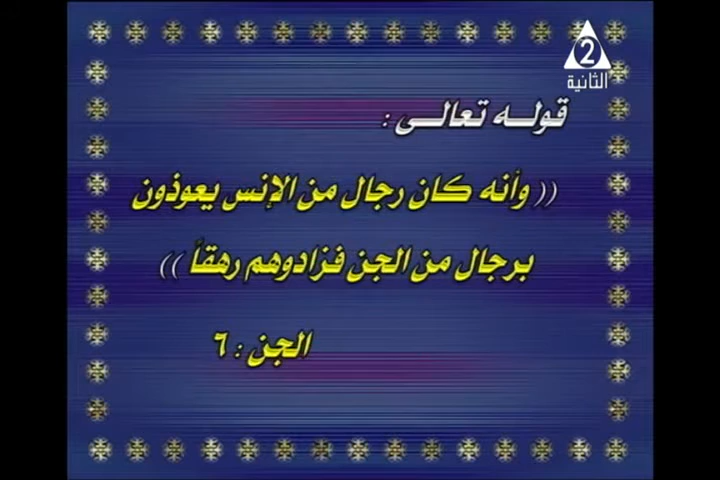 2
الثانية
قوله تعالى :
(( وأنه كان رجال من الإنس يعوذون
برجال من الجن فزادوهم رهقاً ))
الجن : ٦